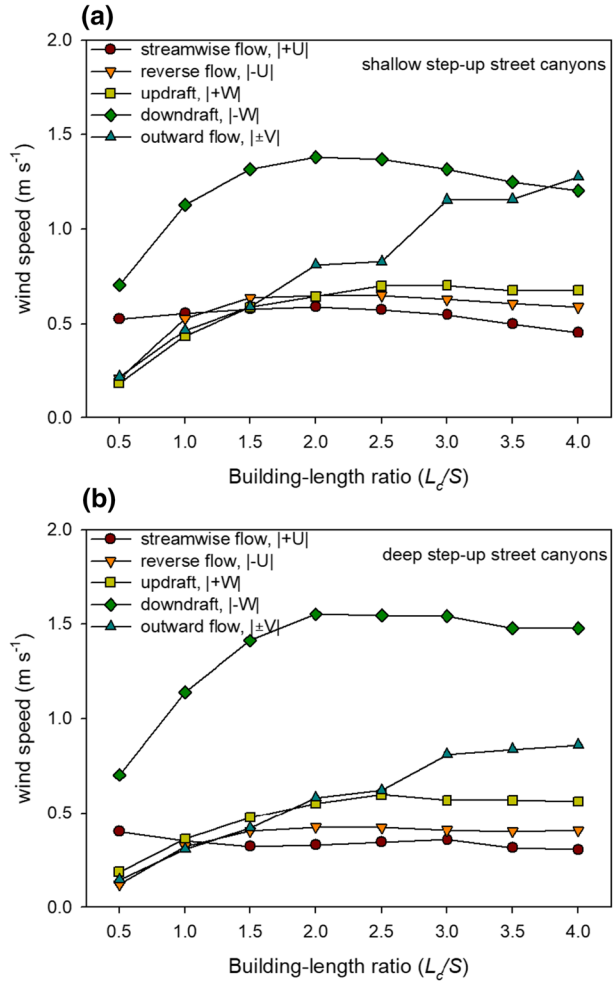 (a)
2.0
streamwise flow, |+U|
reverse flow, |-U|
shallow step-up street canyons
updraft, |+W|
downdraft, |-W|
1.5
outward flow, |±V|
wind speed (m s⁻¹)
1.0
0.5
0.0
0.5 1.0 1.5 2.0 2.5 3.0 3.5 4.0
Building-length ratio (L_c/S)
(b)
2.0
streamwise flow, |+U|
reverse flow, |-U|
deep step-up street canyons
updraft, |+W|
downdraft, |-W|
1.5
outward flow, |±V|
wind speed (m s⁻¹)
1.0
0.5
0.0
0.5 1.0 1.5 2.0 2.5 3.0 3.5 4.0
Building-length ratio (L_c/S)